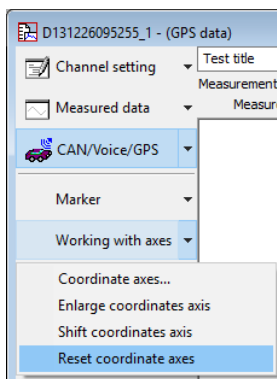 D131226095255_1 - (GPS data)
Channel setting
Test title
Measurement
Measured data
Measur
CAN/Voice/GPS
Marker
Working with axes
Coordinate axes...
Enlarge coordinates axis
Shift coordinates axis
Reset coordinate axes